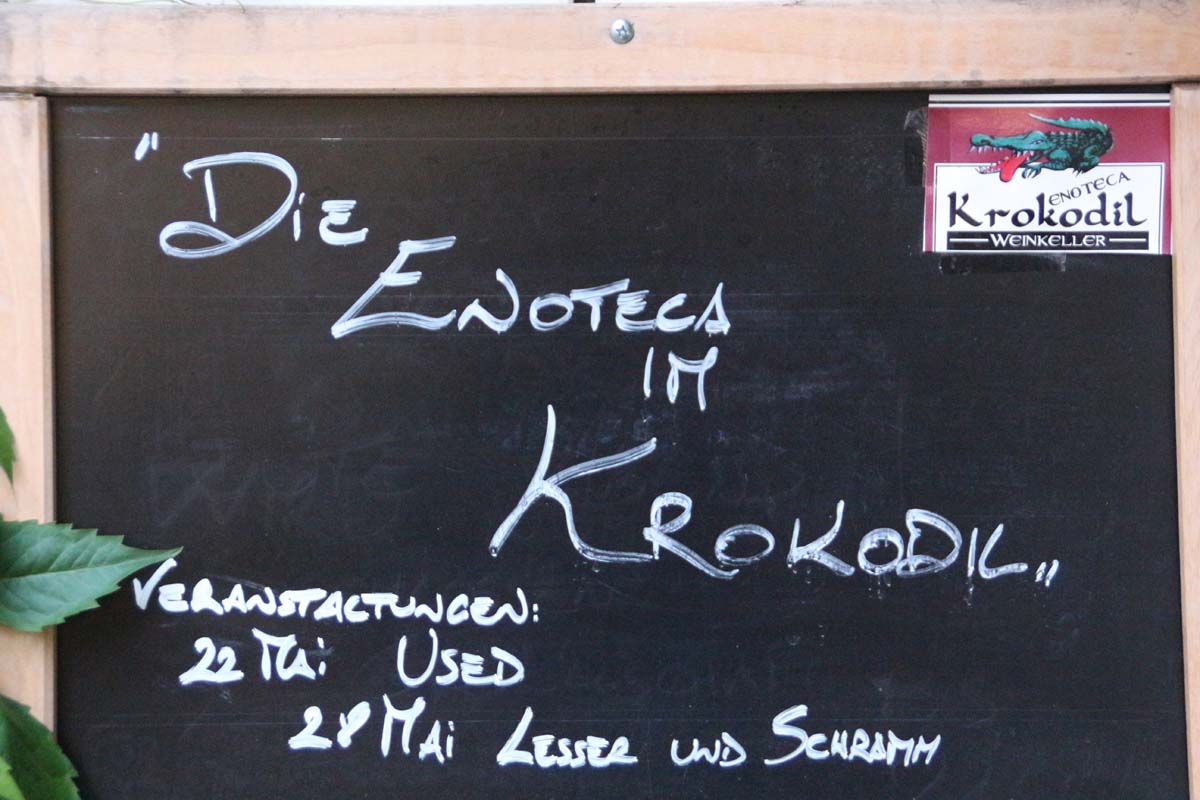 "Die
Enoteca
im
Krokodil"
ENOTECA
Krokodil
WEINKELLER
VERANSTALTUNGEN:
22 MAi USED
28 MAi LESSER UND SCHRAMM